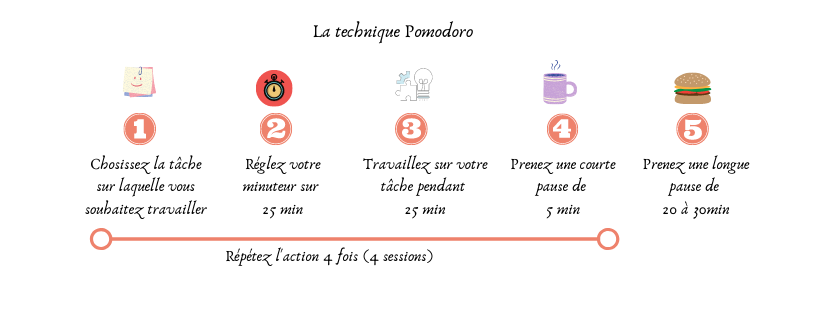 La technique Pomodoro
1
2
3
4
5
Chosissez la tâche
sur laquelle vous
souhaitez travailler
Réglez votre
minuteur sur
25 min
Travaillez sur votre
tâche pendant
25 min
Prenez une courte
pause de
5 min
Prenez une longue
pause de
20 à 30min
Répétez l'action 4 fois (4 sessions)